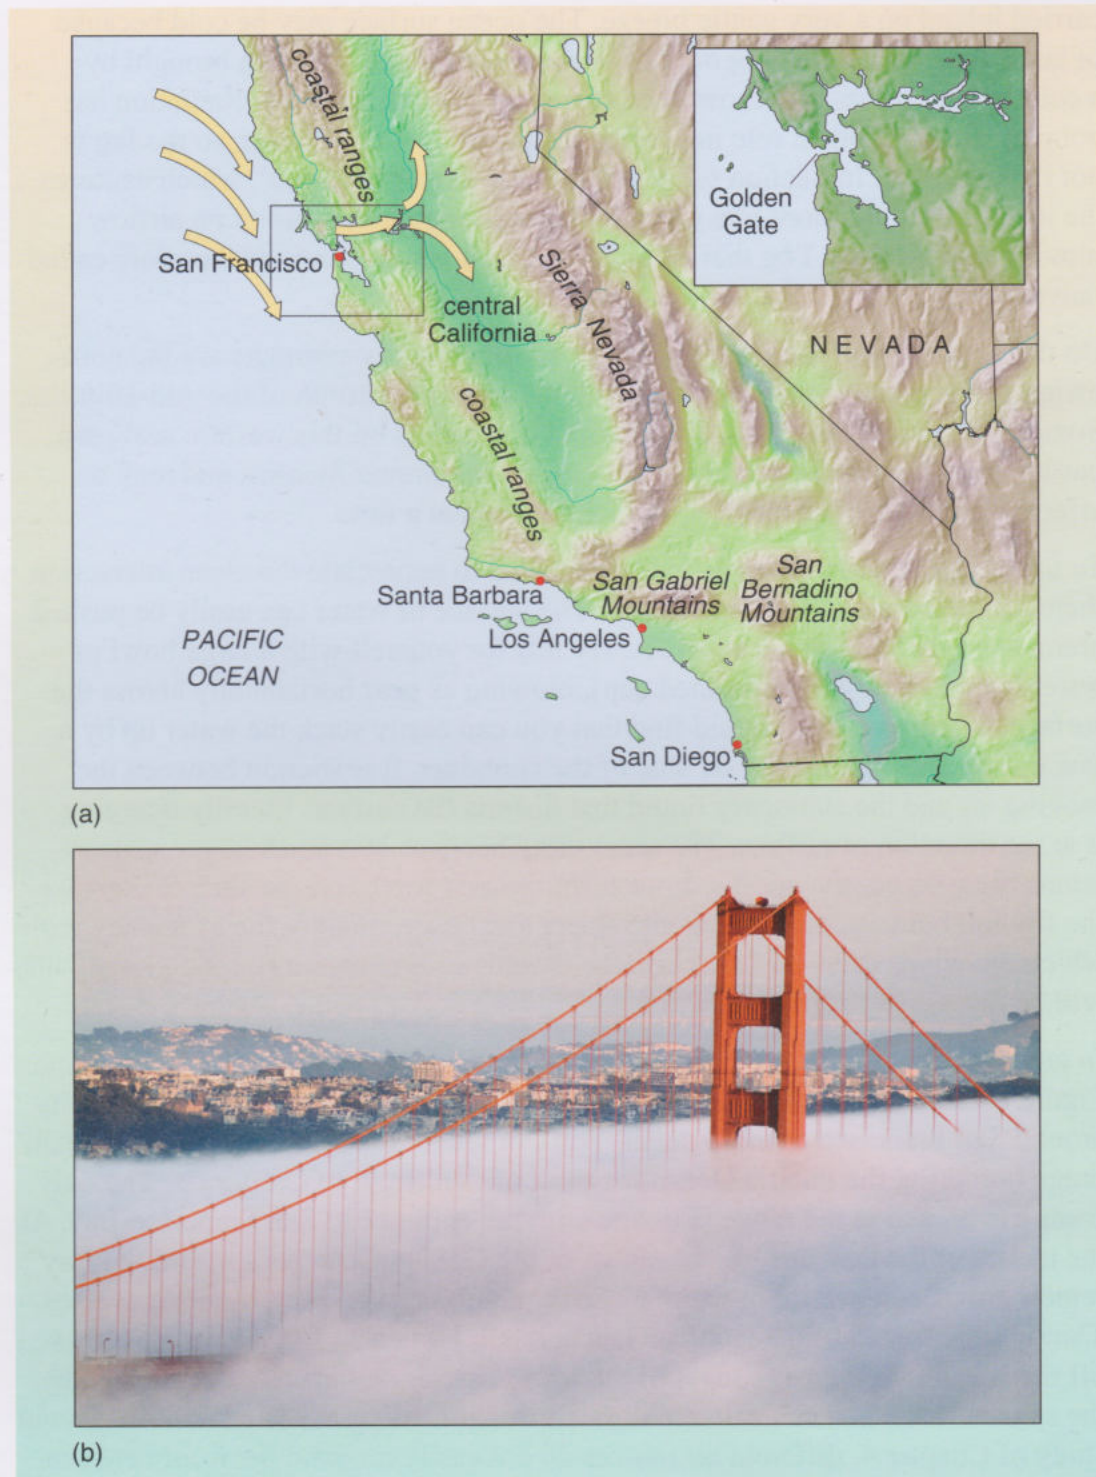 coastal ranges
Golden
Gate
San Francisco
central
California
Sierra Nevada
NEVADA
coastal ranges
Santa Barbara
San Gabriel
Mountains
San
Bernadino
Mountains
Los Angeles
PACIFIC
OCEAN
San Diego
(a)
(b)